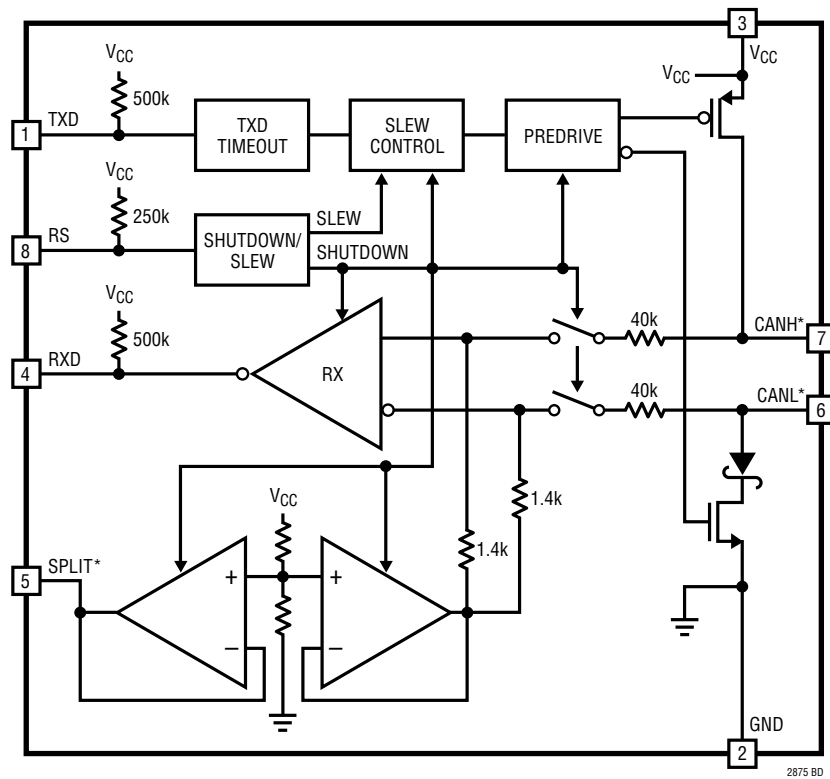 3
VCC
VCC
VCC
500k
1
TXD
TXD
TIMEOUT
SLEW
CONTROL
PREDRIVE
VCC
250k
8
RS
SHUTDOWN/
SLEW
SLEW
SHUTDOWN
VCC
500k
4
RXD
RX
40k
CANH*
7
40k
CANL*
6
1.4k
1.4k
VCC
5
SPLIT*
+
+
−
−
GND
2
2875 BD